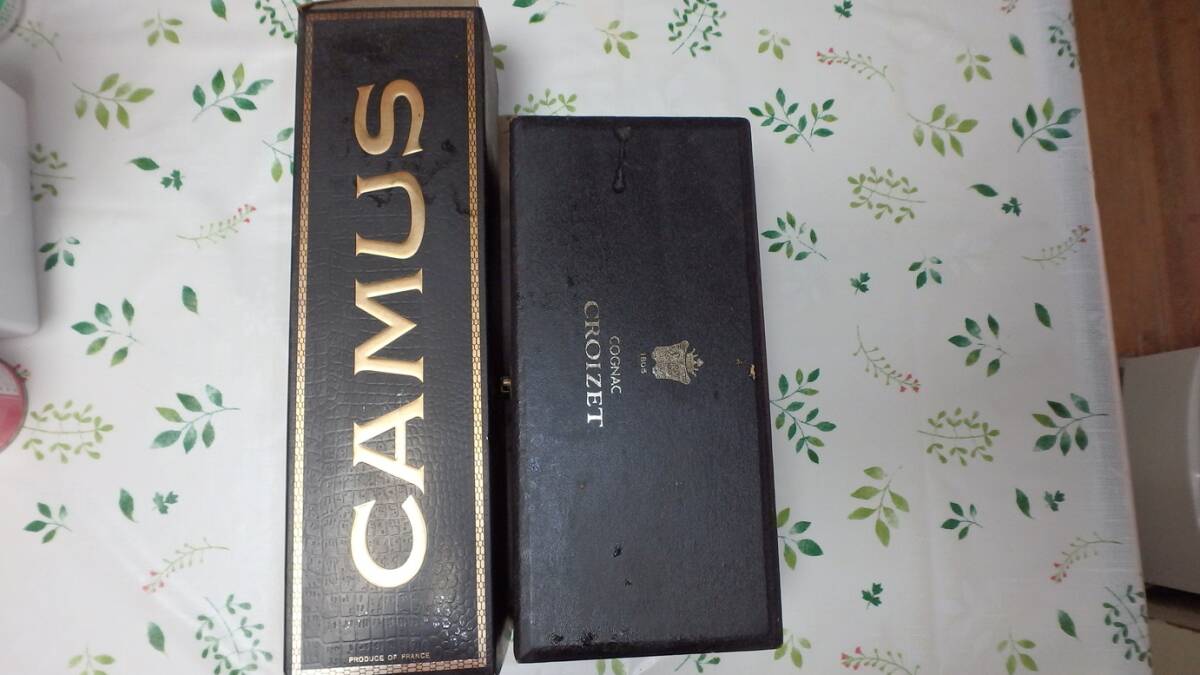 CAMUS
PRODUCE OF FRANCE
1805
COGNAC
CROIZET